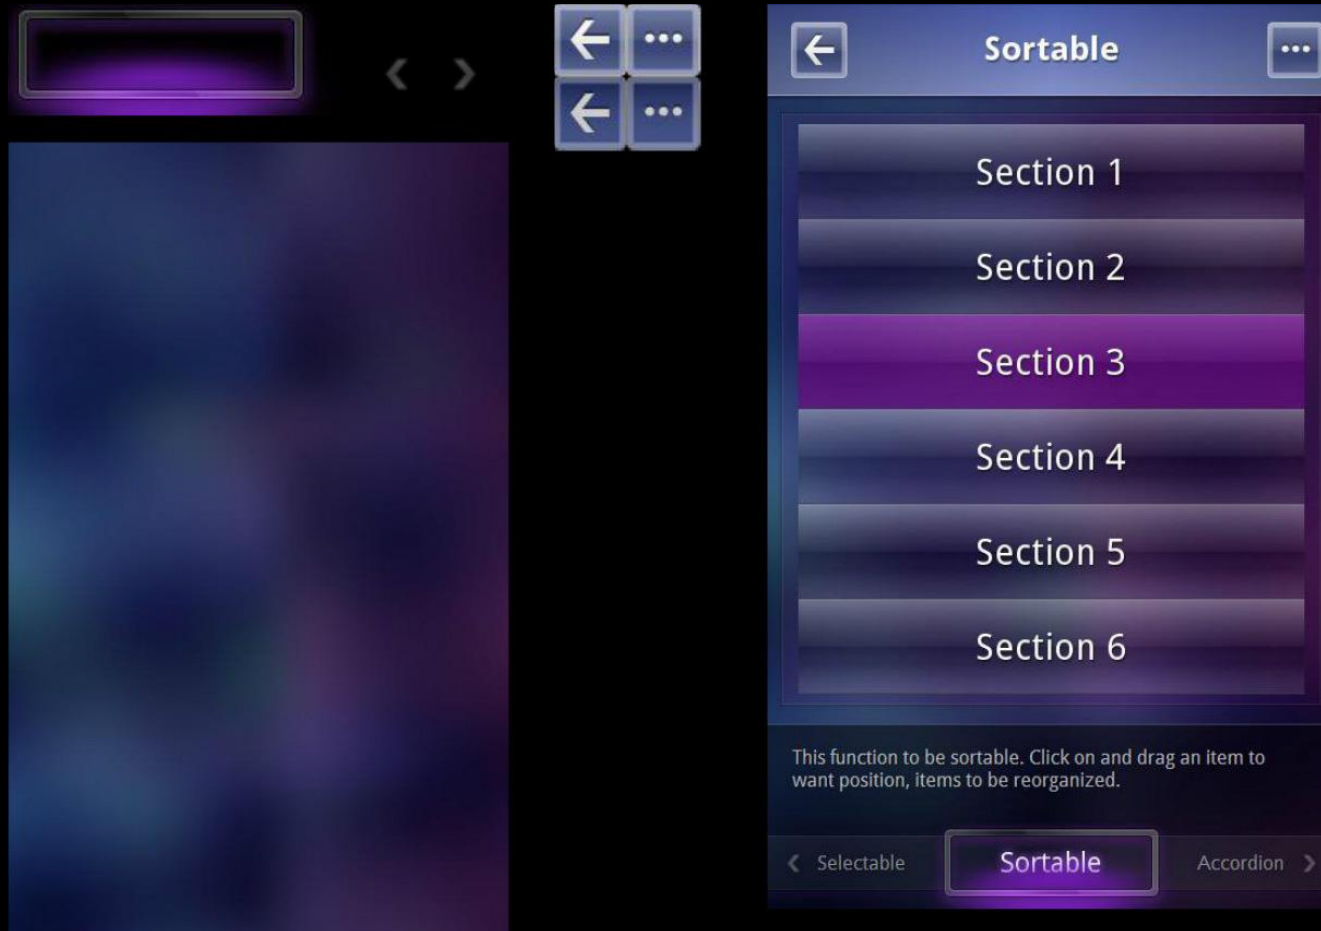 Sortable
Section 1
Section 2
Section 3
Section 4
Section 5
Section 6
This function to be sortable. Click on and drag an item to
want position, items to be reorganized.
Selectable
Sortable
Accordion